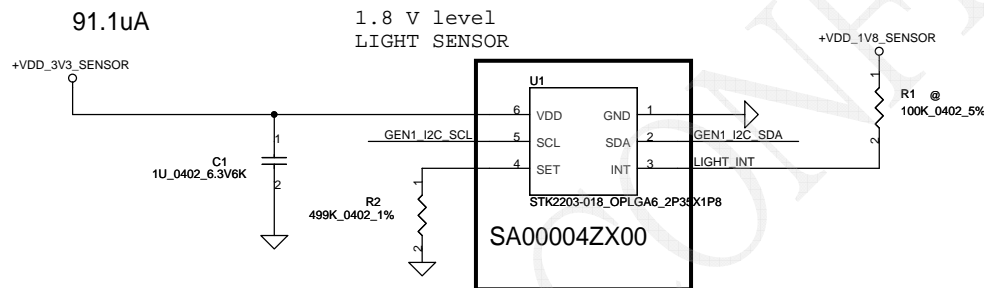 91.1uA
1.8 V level
LIGHT SENSOR
+VDD_3V3_SENSOR
+VDD_1V8_SENSOR
U1
6 VDD GND 1
GEN1_I2C_SCL 5 SCL SDA 2 GEN1_I2C_SDA
4 SET INT 3 LIGHT_INT
STK2203-018_OPLGA6_2P35X1P8
SA00004ZX00
1
C1
1U_0402_6.3V6K
2
1
R2
499K_0402_1%
2
1
R1 @
100K_0402_5%
2
CONF